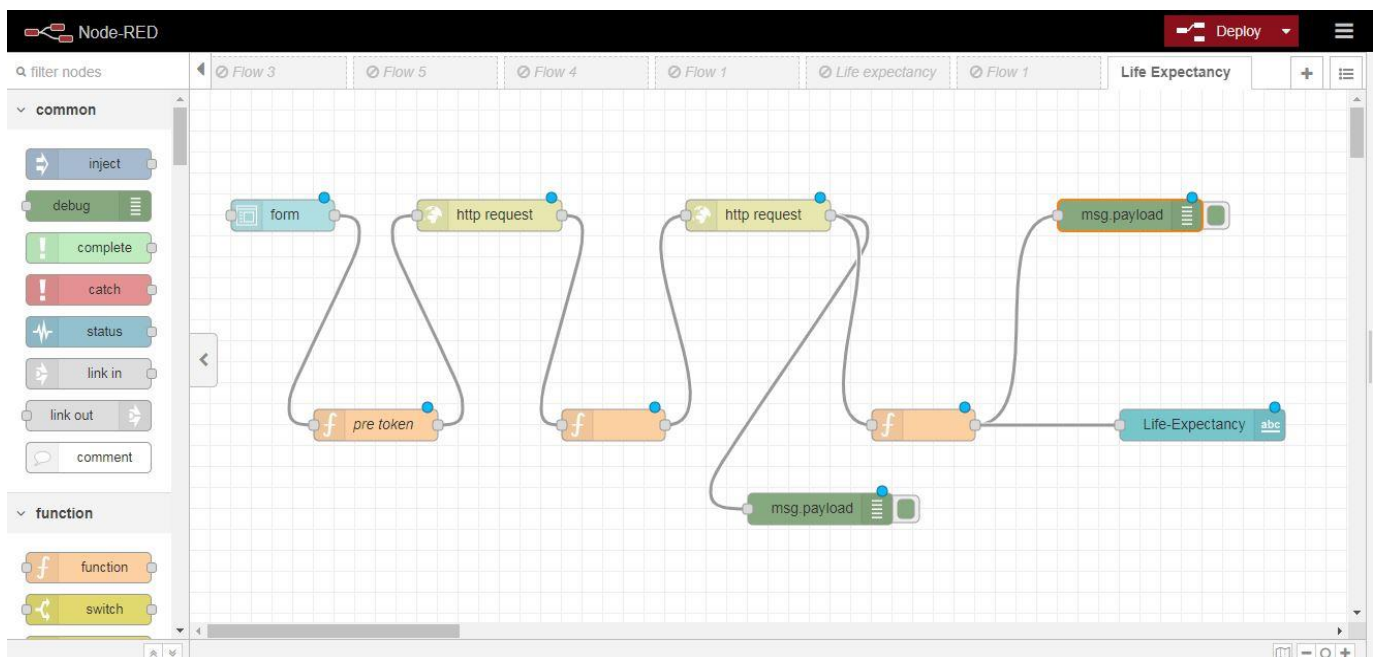 Node-RED
Deploy
filter nodes
Flow 3
Flow 5
Flow 4
Flow 1
Life expectancy
Flow 1
Life Expectancy
common
inject
debug
complete
catch
status
link in
link out
comment
function
function
switch
form
http request
http request
msg.payload
pre token
Life-Expectancy
abc
msg.payload